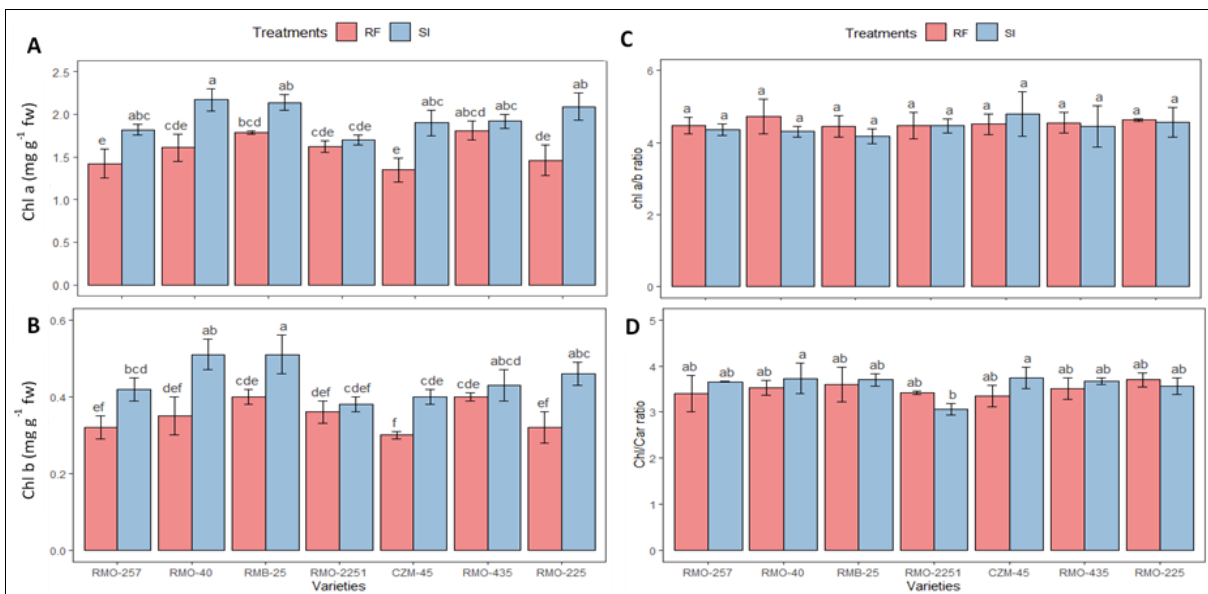 Treatments RF SI
A
Chl a (mg g⁻¹ fw)
2.5
2.0
1.5
1.0
0.5
0.0
e abc cde a bcd ab cde cde e abc abcd abc de ab
B
Chl b (mg g⁻¹ fw)
0.6
0.4
0.2
0.0
ef bcd def ab cde a def cdef f cde cde abcd ef abc
RMO-257 RMO-40 RMB-25 RMO-2251 CZM-45 RMO-435 RMO-225
Varieties
Treatments RF SI
C
chl a/b ratio
6
4
2
0
a a a a a a a a a a a a a a
D
Chl/Car ratio
5
4
3
2
1
0
ab ab ab a ab ab ab b ab a ab ab ab ab
RMO-257 RMO-40 RMB-25 RMO-2251 CZM-45 RMO-435 RMO-225
Varieties